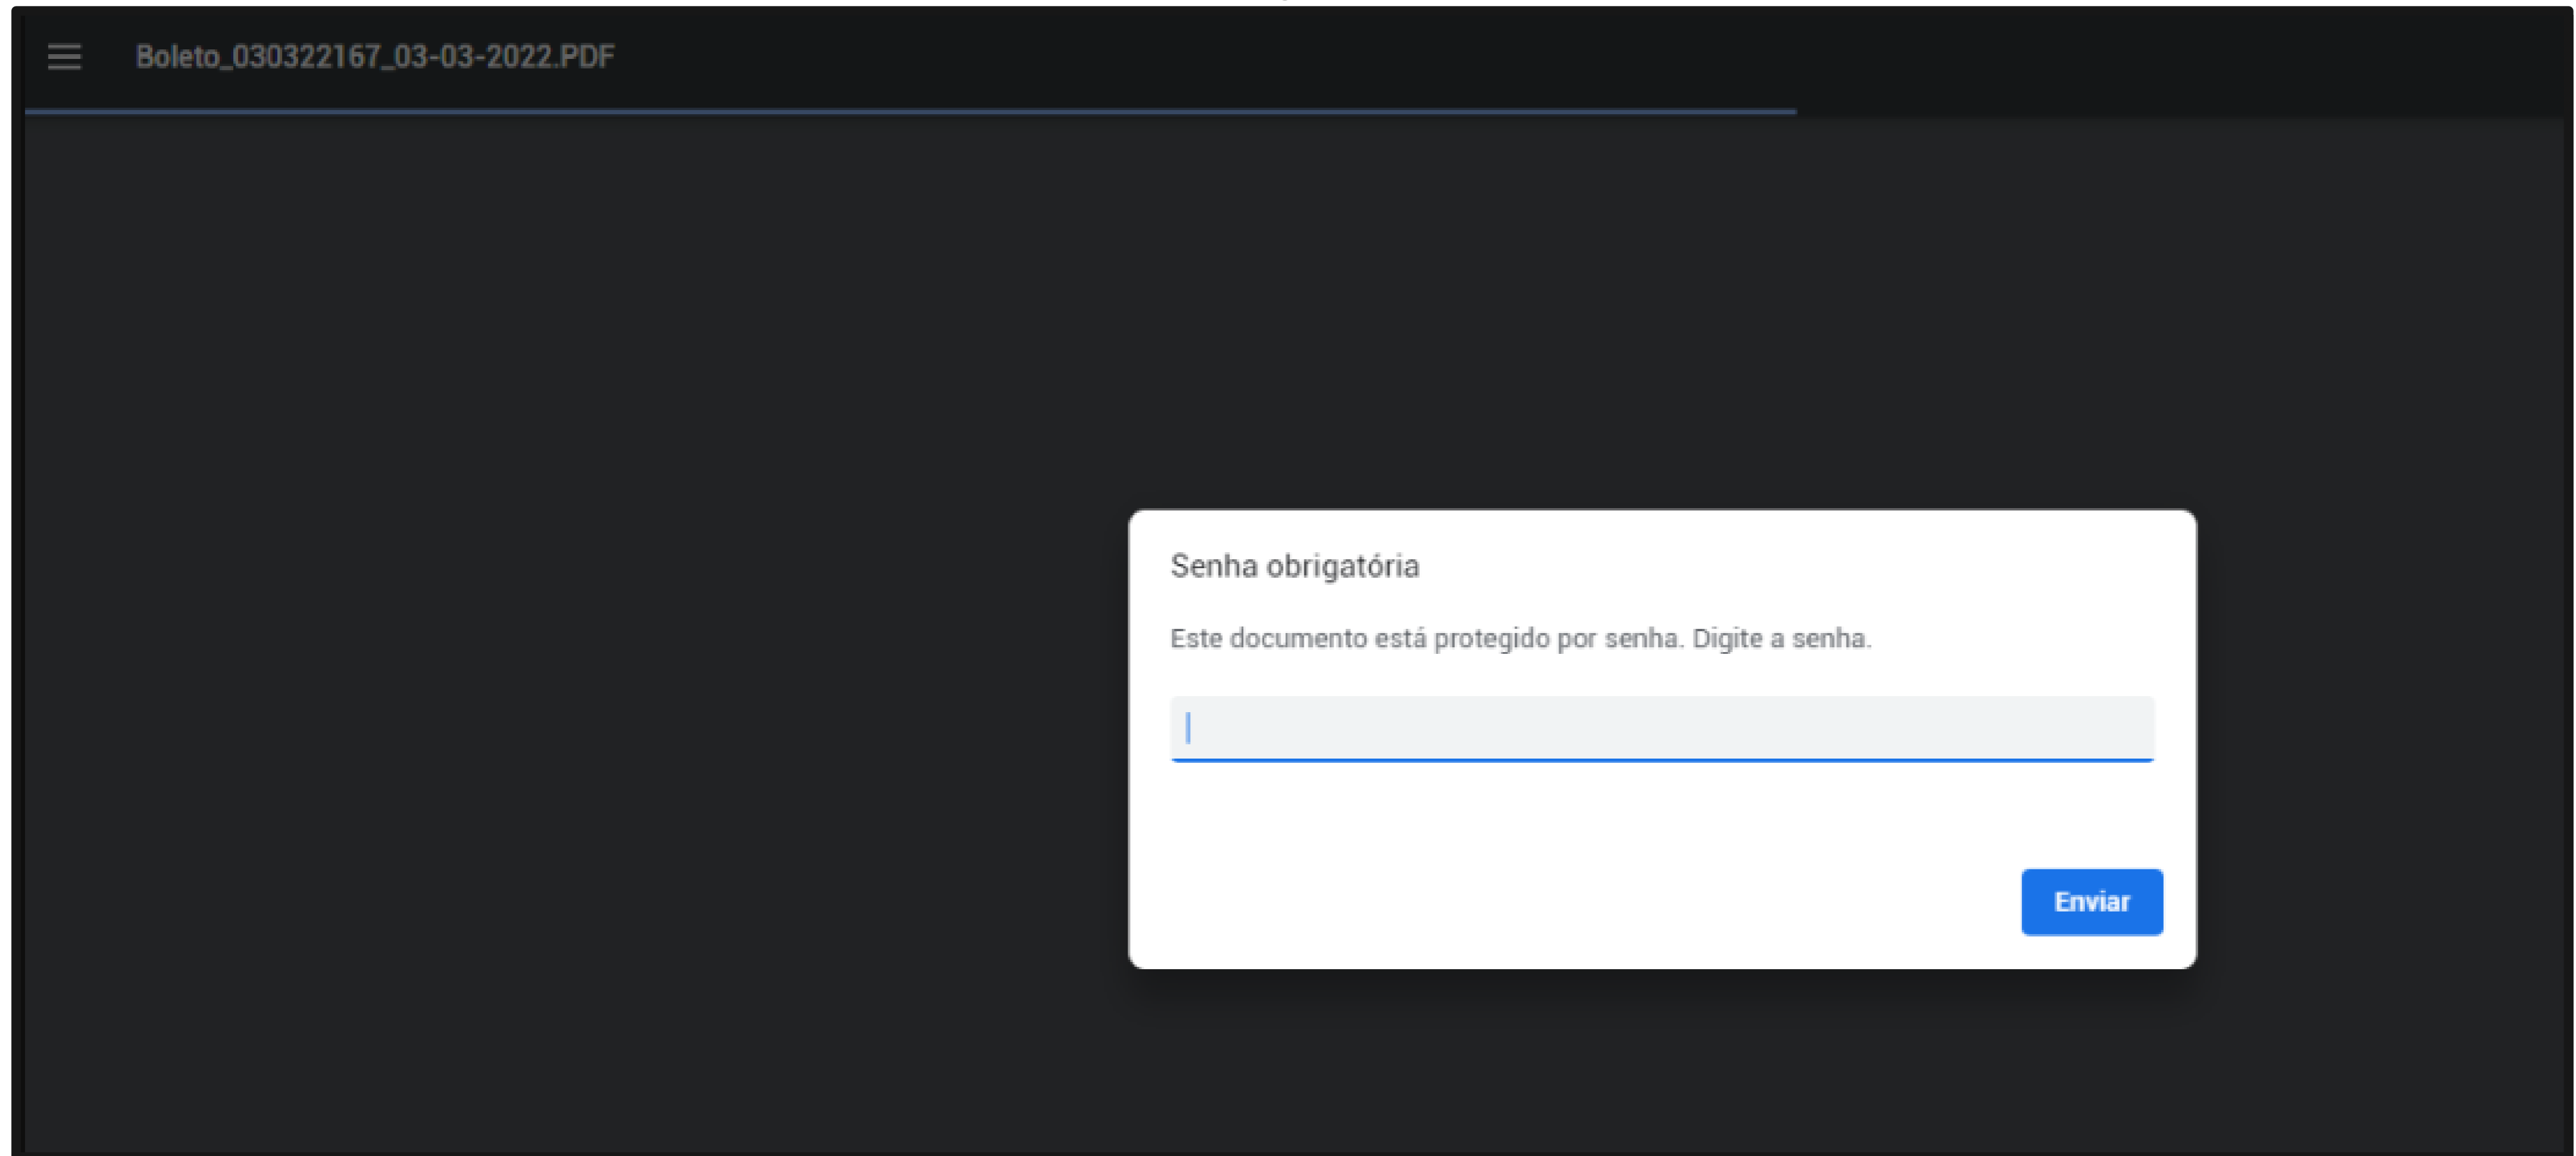 Boleto_030322167_03-03-2022.PDF
Senha obrigatória
Este documento está protegido por senha. Digite a senha.
Enviar